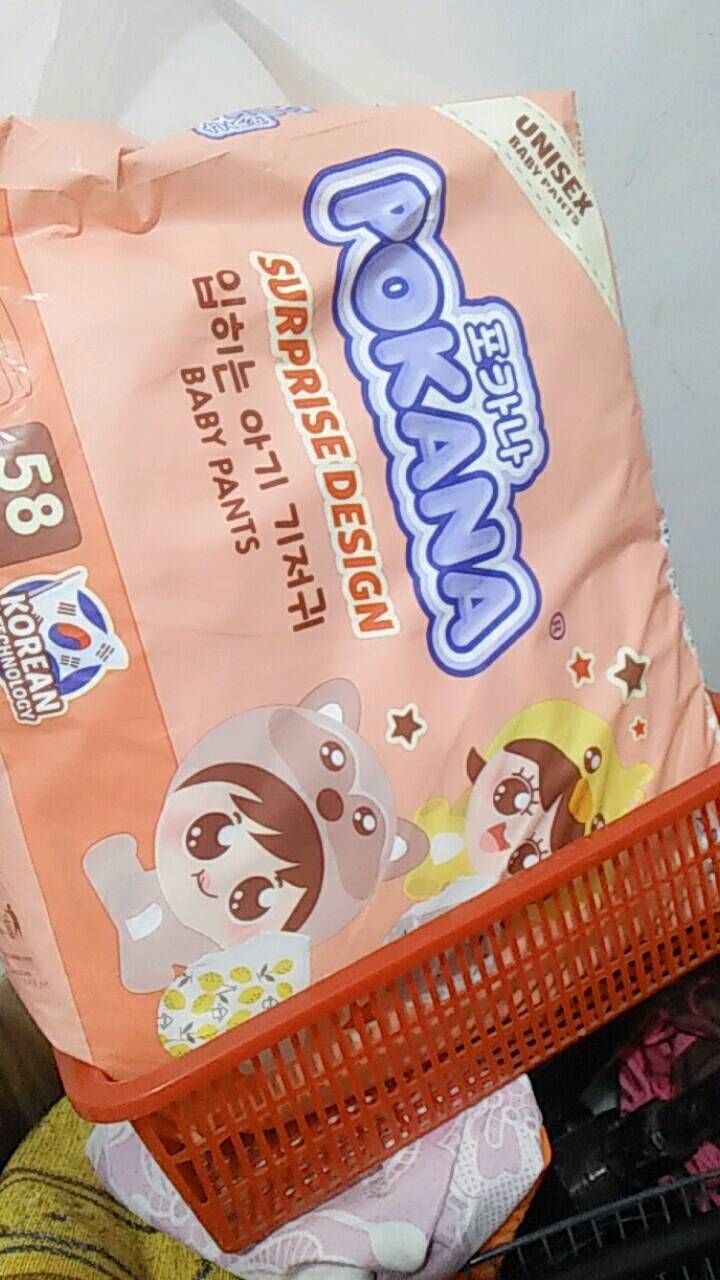 UNISEX
BABY PANTS
POKANA
포카나
®
SURPRISE DESIGN
입히는 아기 기저귀
BABY PANTS
58
KOREAN
TECHNOLOGY